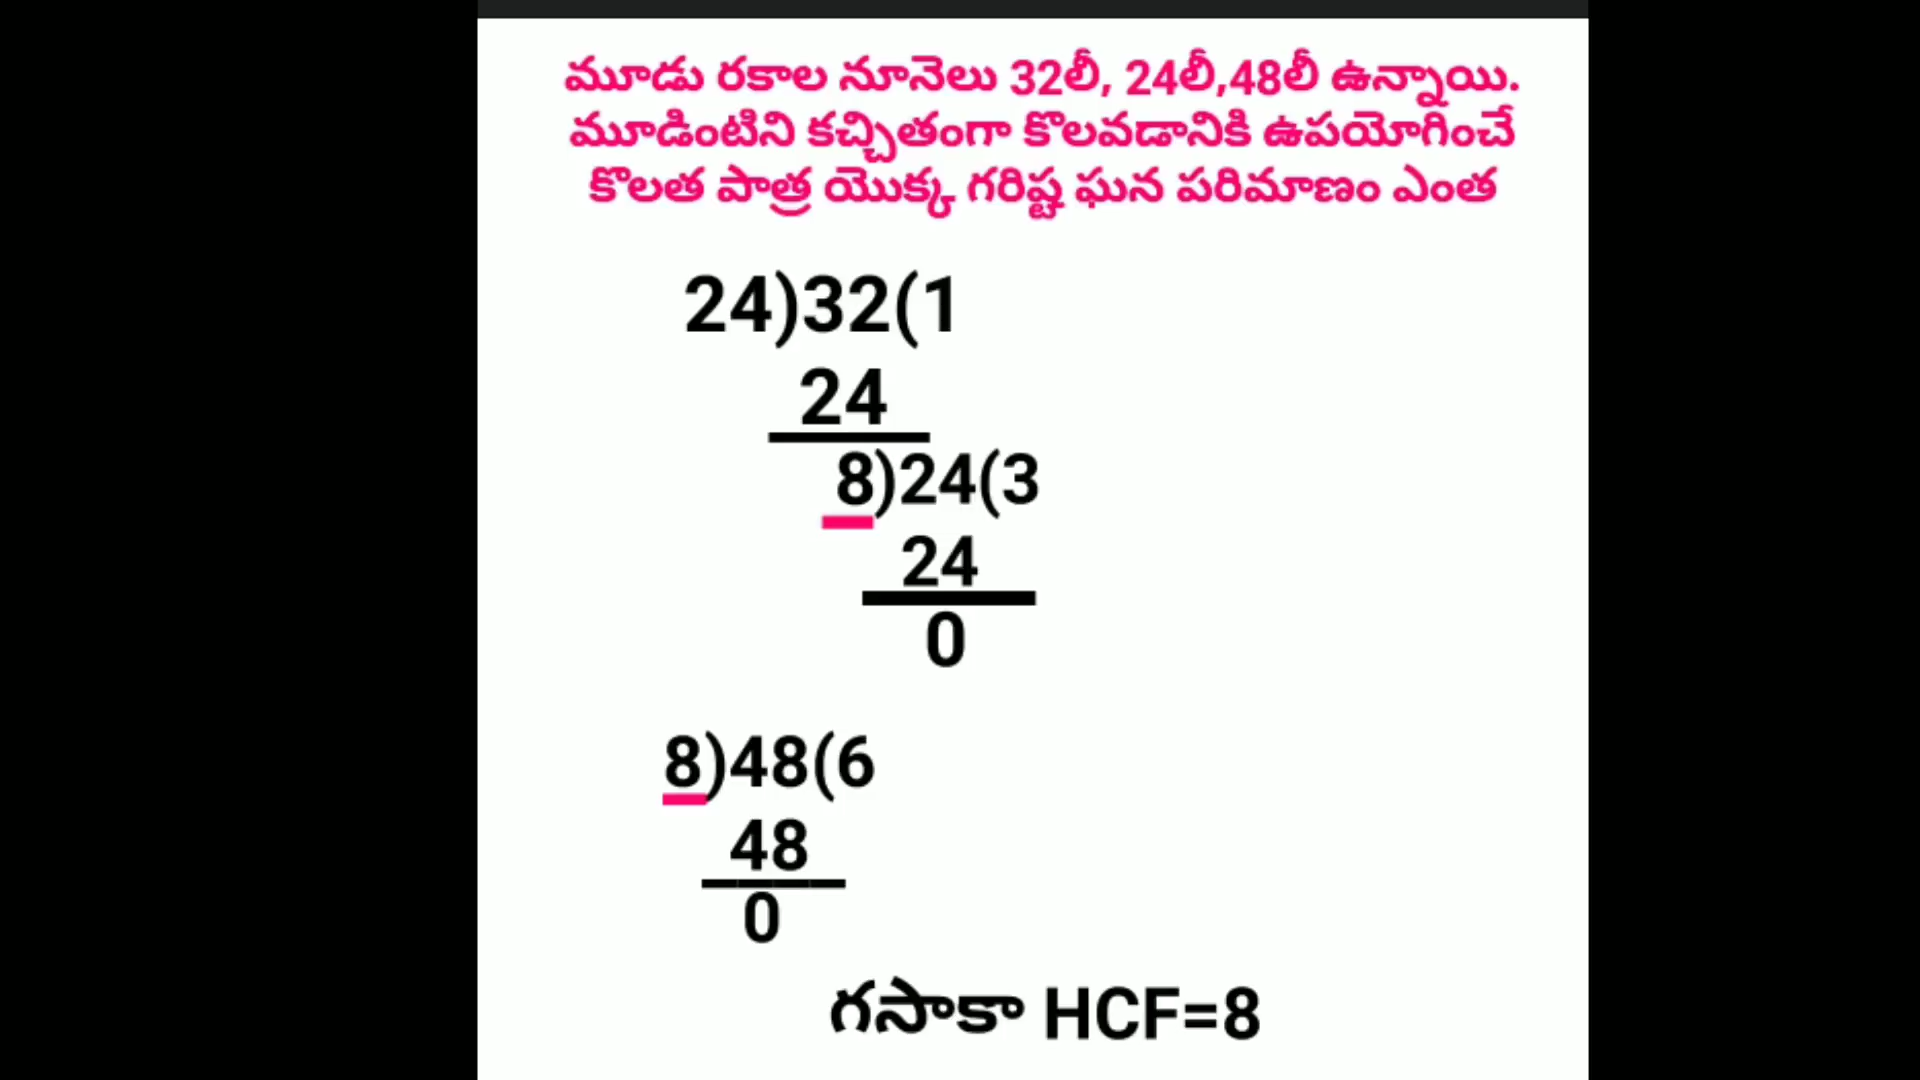 మూడు రకాల నూనెలు 32లీ, 24లీ,48లీ ఉన్నాయి.
మూడింటిని కచ్చితంగా కొలవడానికి ఉపయోగించే
కొలత పాత్ర యొక్క గరిష్ట ఘన పరిమాణం ఎంత
24)32(1
24
8)24(3
24
0
8)48(6
48
0
గసాకా HCF=8